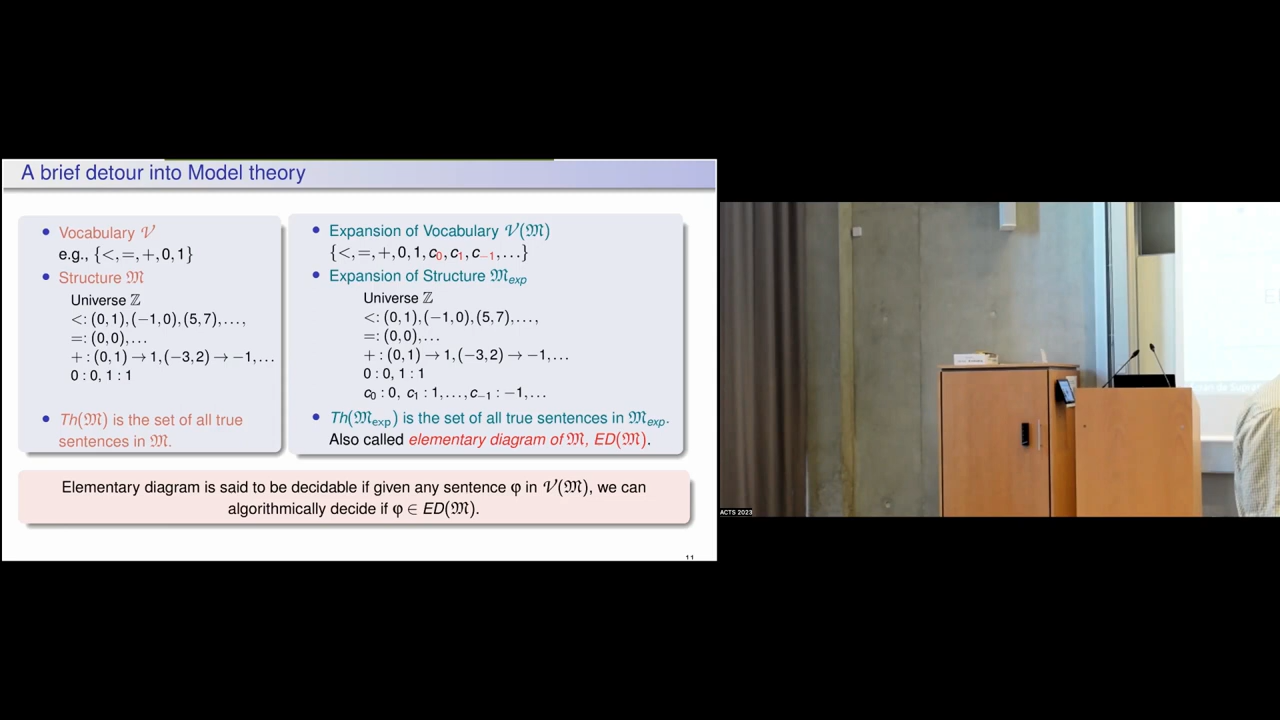 A brief detour into Model theory
• Vocabulary 𝒱
e.g., {<,=,+,0,1}
• Structure 𝔐
Universe ℤ
<: (0,1),(−1,0),(5,7),...,
=: (0,0),...
+ : (0,1) → 1,(−3,2) → −1,...
0 : 0, 1 : 1
• Th(𝔐) is the set of all true
sentences in 𝔐.
• Expansion of Vocabulary 𝒱(𝔐)
{<,=,+,0,1,c₀,c₁,c₋₁,...}
• Expansion of Structure 𝔐exp
Universe ℤ
<: (0,1),(−1,0),(5,7),...,
=: (0,0),...
+ : (0,1) → 1,(−3,2) → −1,...
0 : 0, 1 : 1
c₀ : 0, c₁ : 1,...,c₋₁ : −1,...
• Th(𝔐exp) is the set of all true sentences in 𝔐exp.
Also called elementary diagram of 𝔐, ED(𝔐).
Elementary diagram is said to be decidable if given any sentence φ in 𝒱(𝔐), we can
algorithmically decide if φ ∈ ED(𝔐).
11
ACTS 2023